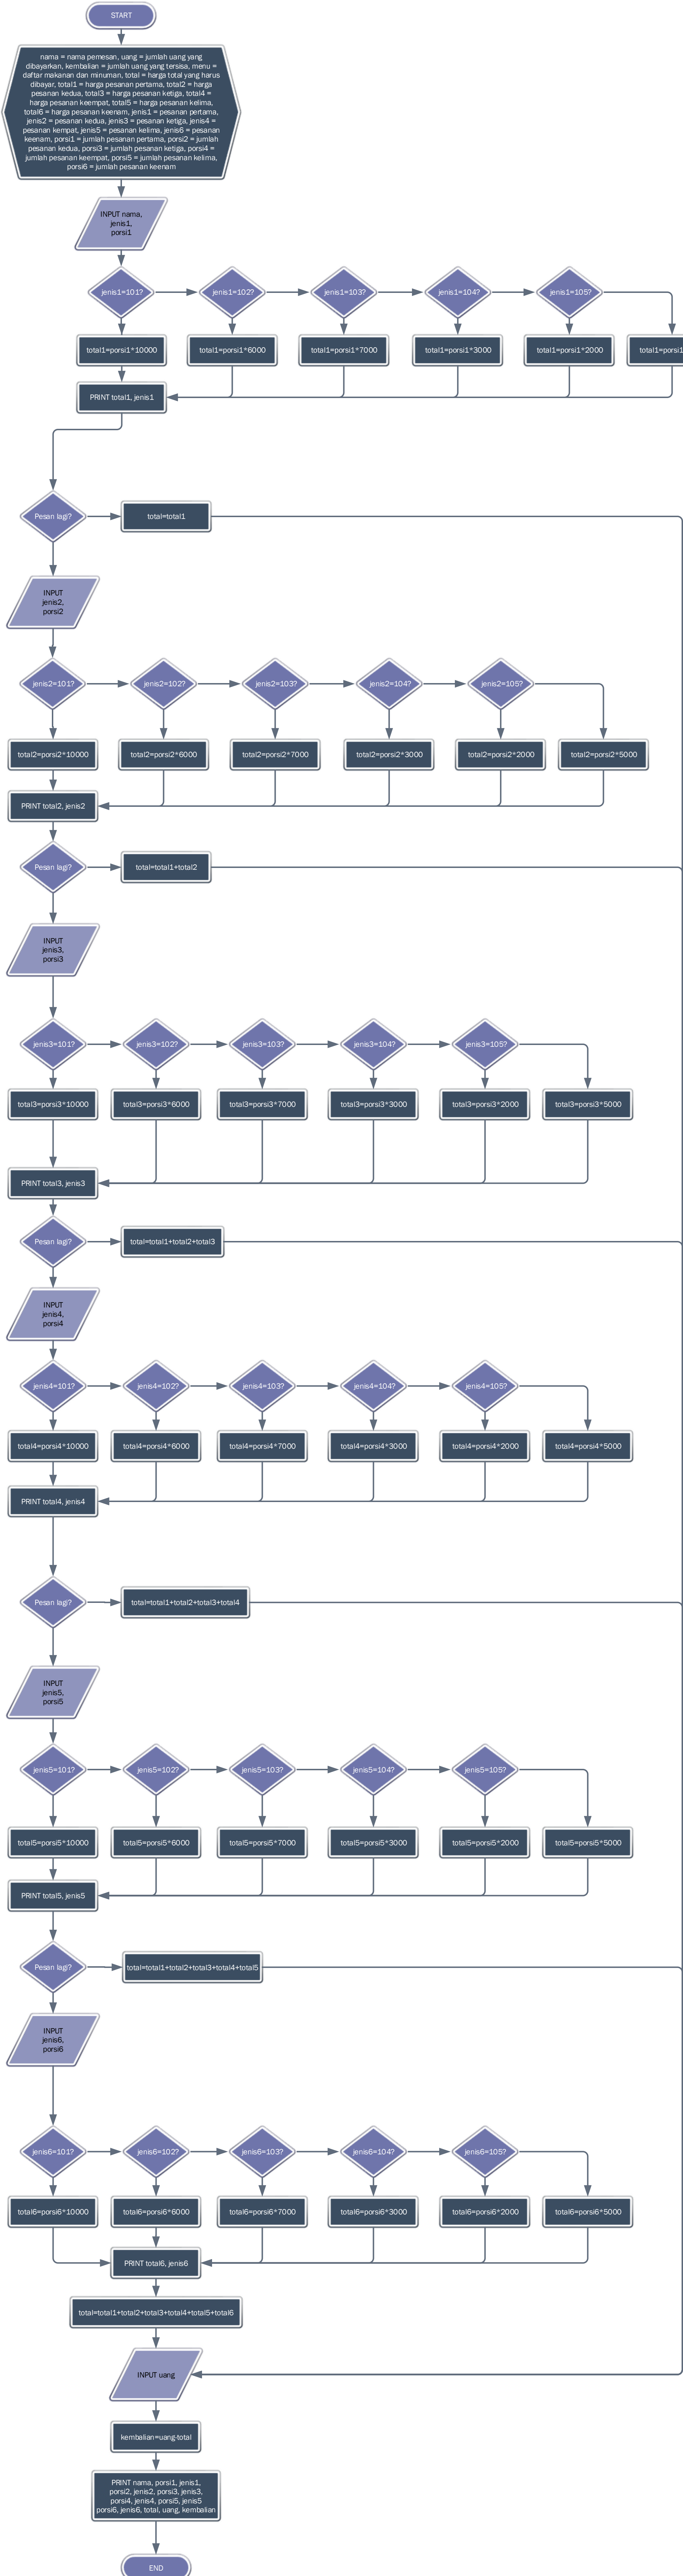 START
nama = nama pemesan, uang = jumlah uang yang
dibayarkan, kembalian = jumlah uang yang tersisa, menu =
daftar makanan dan minuman, total = harga total yang harus
dibayar, total1 = harga pesanan pertama, total2 = harga
pesanan kedua, total3 = harga pesanan ketiga, total4 =
harga pesanan keempat, total5 = harga pesanan kelima,
total6 = harga pesanan keenam, jenis1 = pesanan pertama,
jenis2 = pesanan kedua, jenis3 = pesanan ketiga, jenis4 =
pesanan kempat, jenis5 = pesanan kelima, jenis6 = pesanan
keenam, porsi1 = jumlah pesanan pertama, porsi2 = jumlah
pesanan kedua, porsi3 = jumlah pesanan ketiga, porsi4 =
jumlah pesanan keempat, porsi5 = jumlah pesanan kelima,
porsi6 = jumlah pesanan keenam
INPUT nama,
jenis1,
porsi1
jenis1=101?
jenis1=102?
jenis1=103?
jenis1=104?
jenis1=105?
total1=porsi1*10000
total1=porsi1*6000
total1=porsi1*7000
total1=porsi1*3000
total1=porsi1*2000
total1=porsi1
PRINT total1, jenis1
Pesan lagi?
total=total1
INPUT
jenis2,
porsi2
jenis2=101?
jenis2=102?
jenis2=103?
jenis2=104?
jenis2=105?
total2=porsi2*10000
total2=porsi2*6000
total2=porsi2*7000
total2=porsi2*3000
total2=porsi2*2000
total2=porsi2*5000
PRINT total2, jenis2
Pesan lagi?
total=total1+total2
INPUT
jenis3,
porsi3
jenis3=101?
jenis3=102?
jenis3=103?
jenis3=104?
jenis3=105?
total3=porsi3*10000
total3=porsi3*6000
total3=porsi3*7000
total3=porsi3*3000
total3=porsi3*2000
total3=porsi3*5000
PRINT total3, jenis3
Pesan lagi?
total=total1+total2+total3
INPUT
jenis4,
porsi4
jenis4=101?
jenis4=102?
jenis4=103?
jenis4=104?
jenis4=105?
total4=porsi4*10000
total4=porsi4*6000
total4=porsi4*7000
total4=porsi4*3000
total4=porsi4*2000
total4=porsi4*5000
PRINT total4, jenis4
Pesan lagi?
total=total1+total2+total3+total4
INPUT
jenis5,
porsi5
jenis5=101?
jenis5=102?
jenis5=103?
jenis5=104?
jenis5=105?
total5=porsi5*10000
total5=porsi5*6000
total5=porsi5*7000
total5=porsi5*3000
total5=porsi5*2000
total5=porsi5*5000
PRINT total5, jenis5
Pesan lagi?
total=total1+total2+total3+total4+total5
INPUT
jenis6,
porsi6
jenis6=101?
jenis6=102?
jenis6=103?
jenis6=104?
jenis6=105?
total6=porsi6*10000
total6=porsi6*6000
total6=porsi6*7000
total6=porsi6*3000
total6=porsi6*2000
total6=porsi6*5000
PRINT total6, jenis6
total=total1+total2+total3+total4+total5+total6
INPUT uang
kembalian=uang-total
PRINT nama, porsi1, jenis1,
porsi2, jenis2, porsi3, jenis3,
porsi4, jenis4, porsi5, jenis5
porsi6, jenis6, total, uang, kembalian
END